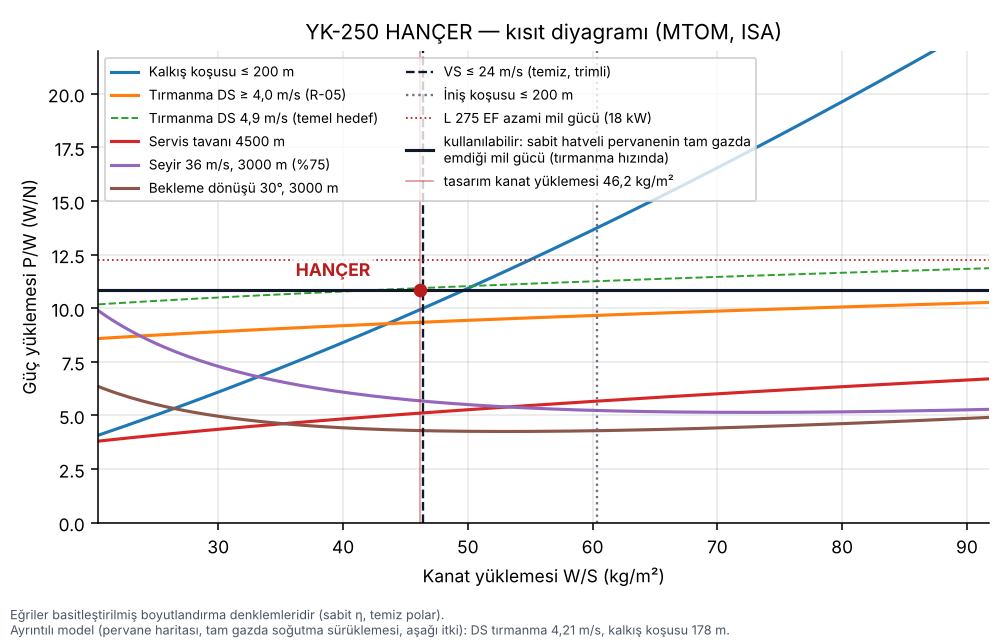 YK-250 HANÇER — kısıt diyagramı (MTOM, ISA)
Kalkış koşusu ≤ 200 m
Tırmanma DS ≥ 4,0 m/s (R-05)
Tırmanma DS 4,9 m/s (temel hedef)
Servis tavanı 4500 m
Seyir 36 m/s, 3000 m (%75)
Bekleme dönüşü 30°, 3000 m
VS ≤ 24 m/s (temiz, trimli)
İniş koşusu ≤ 200 m
L 275 EF azami mil gücü (18 kW)
kullanılabilir: sabit hatveli pervanenin tam gazda
emdiği mil gücü (tırmanma hızında)
tasarım kanat yüklemesi 46,2 kg/m²
HANÇER
Güç yüklemesi P/W (W/N)
20.0
17.5
15.0
12.5
10.0
7.5
5.0
2.5
0.0
30 40 50 60 70 80 90
Kanat yüklemesi W/S (kg/m²)
Eğriler basitleştirilmiş boyutlandırma denklemleridir (sabit η, temiz polar).
Ayrıntılı model (pervane haritası, tam gazda soğutma sürüklemesi, aşağı itki): DS tırmanma 4,21 m/s, kalkış koşusu 178 m.